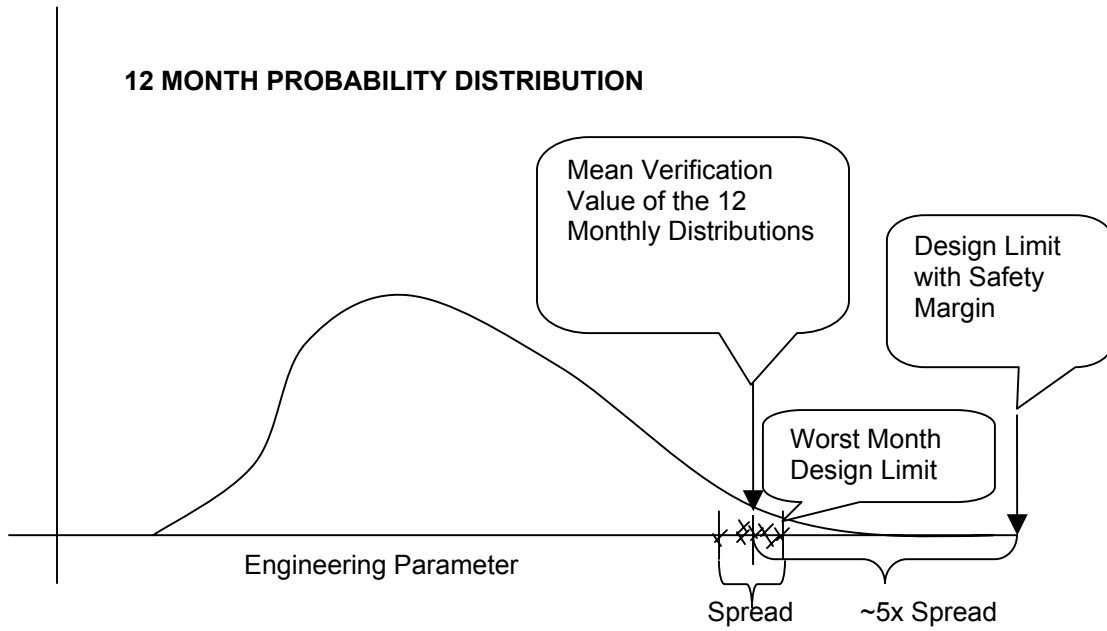 12 MONTH PROBABILITY DISTRIBUTION
Mean Verification
Value of the 12
Monthly Distributions
Design Limit
with Safety
Margin
Worst Month
Design Limit
Engineering Parameter
Spread
~5x Spread